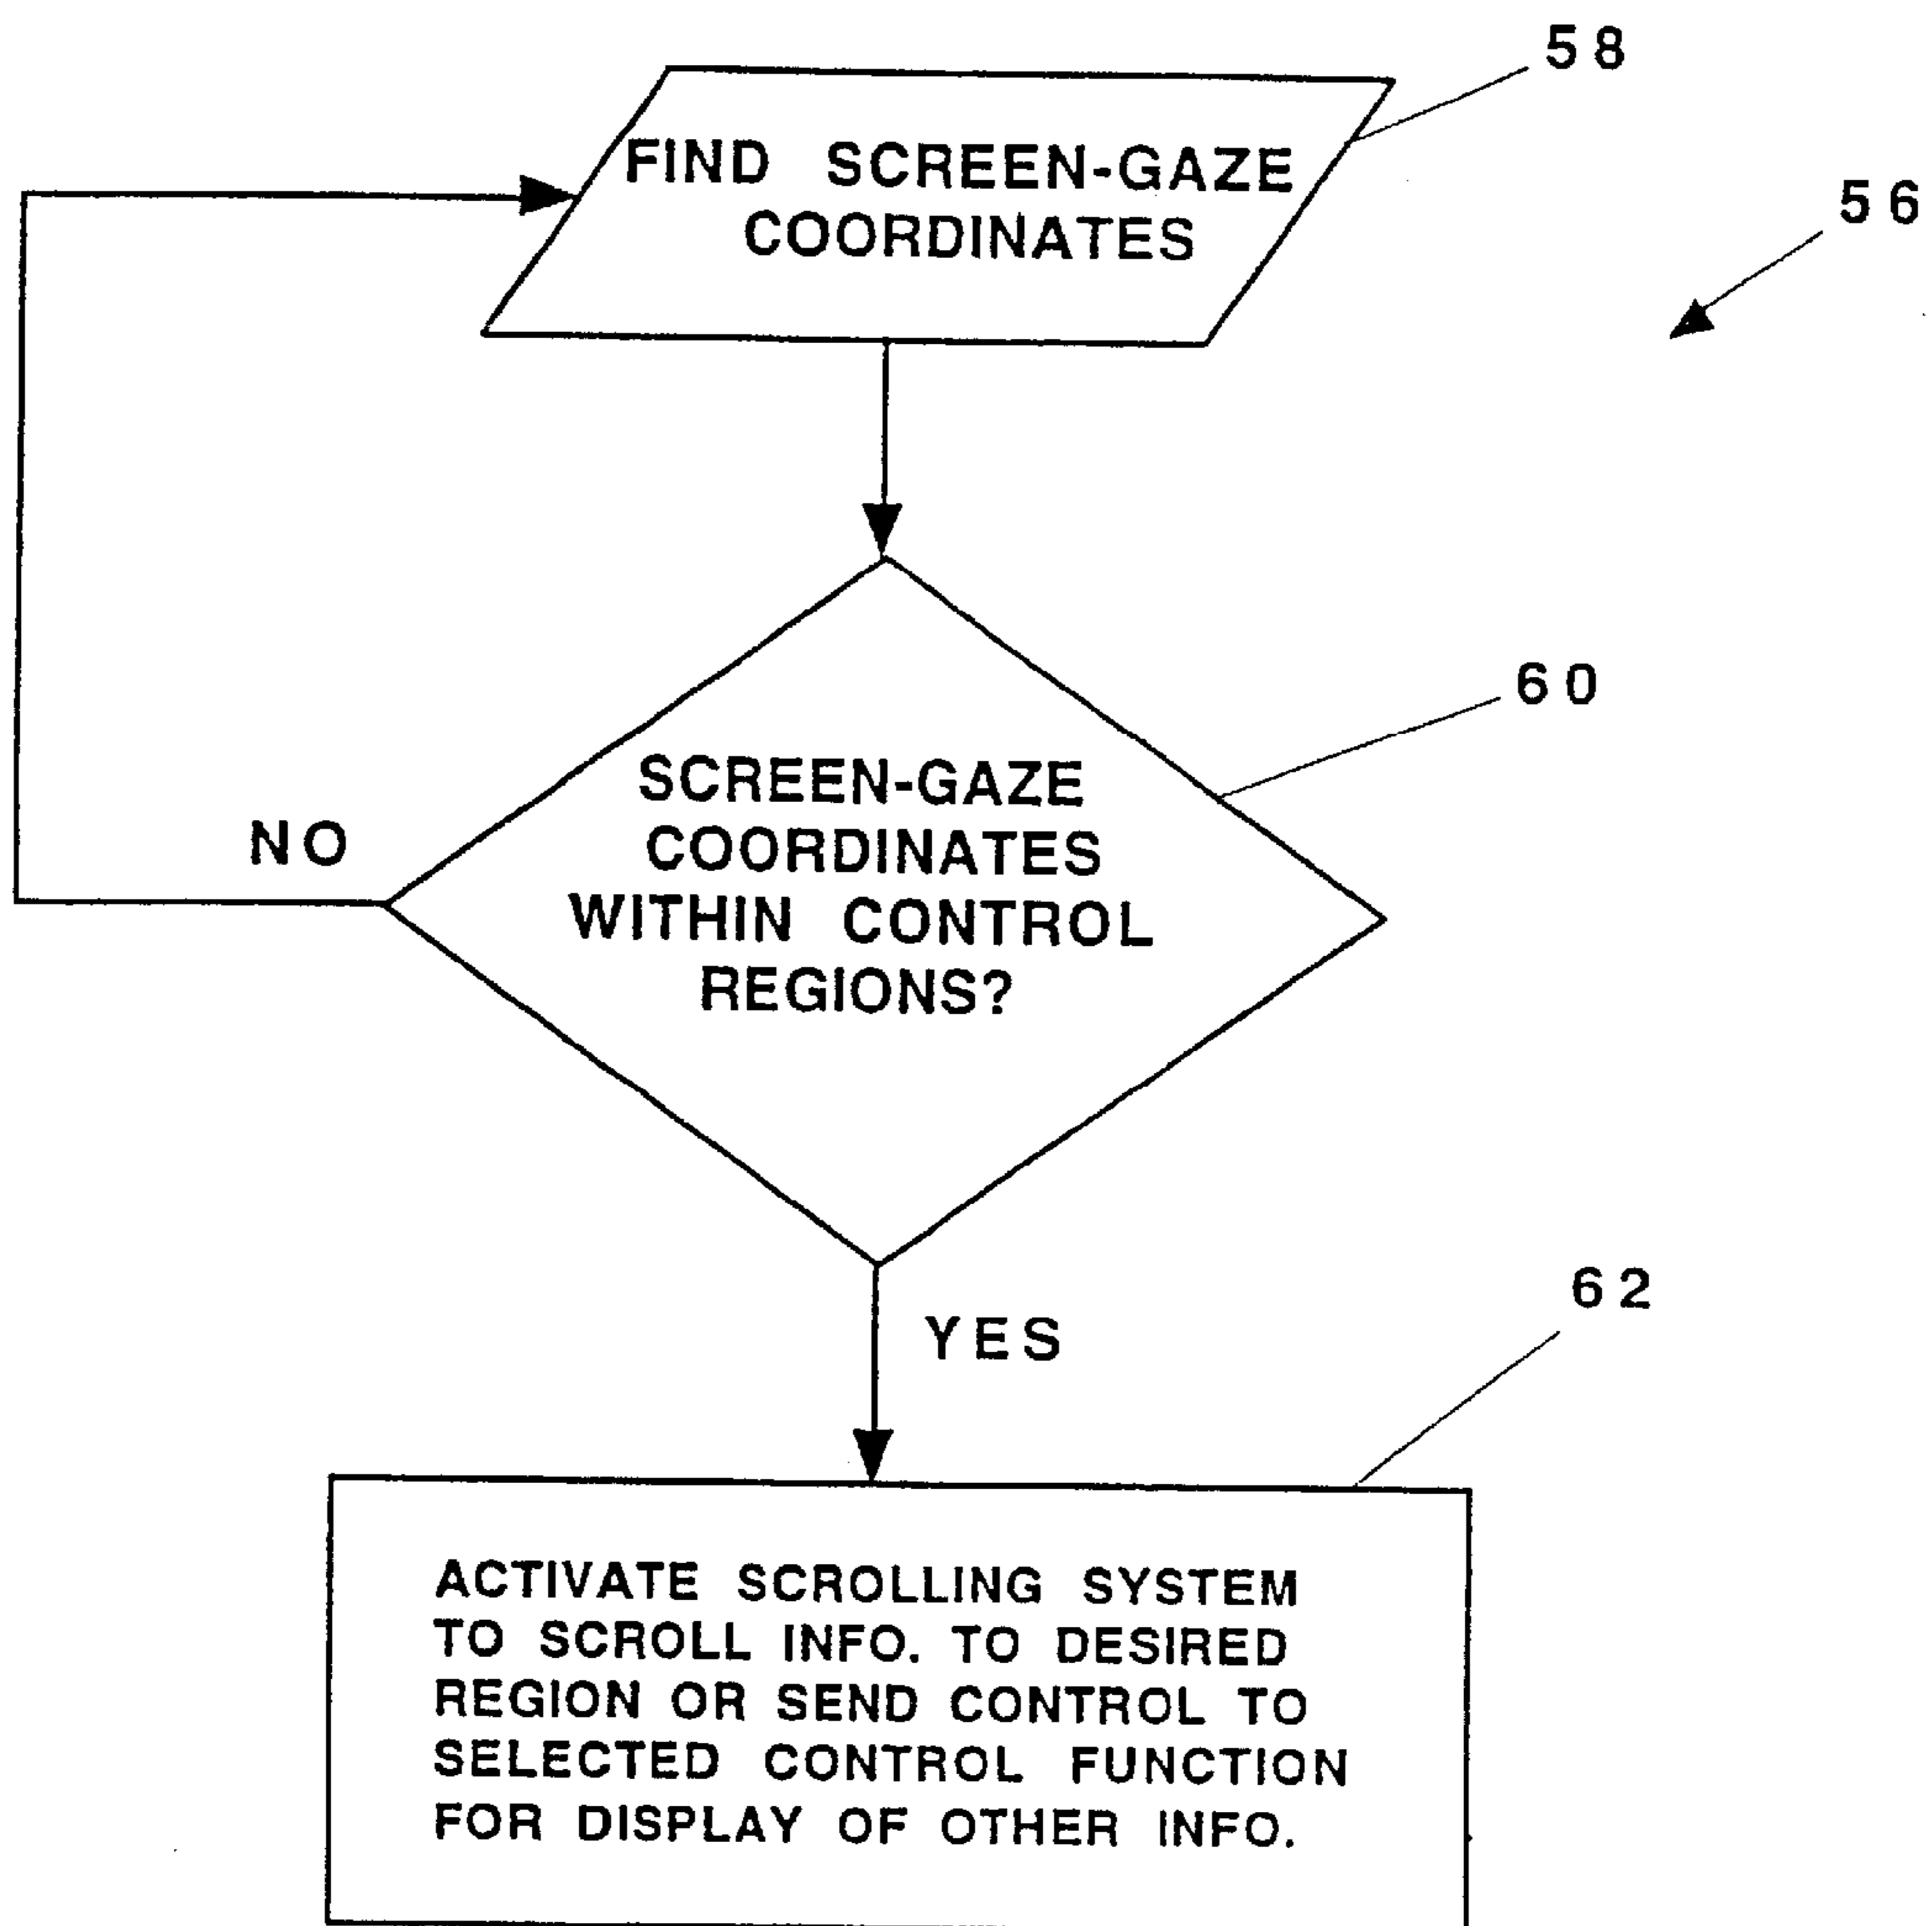 58
FIND SCREEN-GAZE
COORDINATES
56
60
SCREEN-GAZE
COORDINATES
WITHIN CONTROL
REGIONS?
NO
YES
62
ACTIVATE SCROLLING SYSTEM
TO SCROLL INFO. TO DESIRED
REGION OR SEND CONTROL TO
SELECTED CONTROL FUNCTION
FOR DISPLAY OF OTHER INFO.